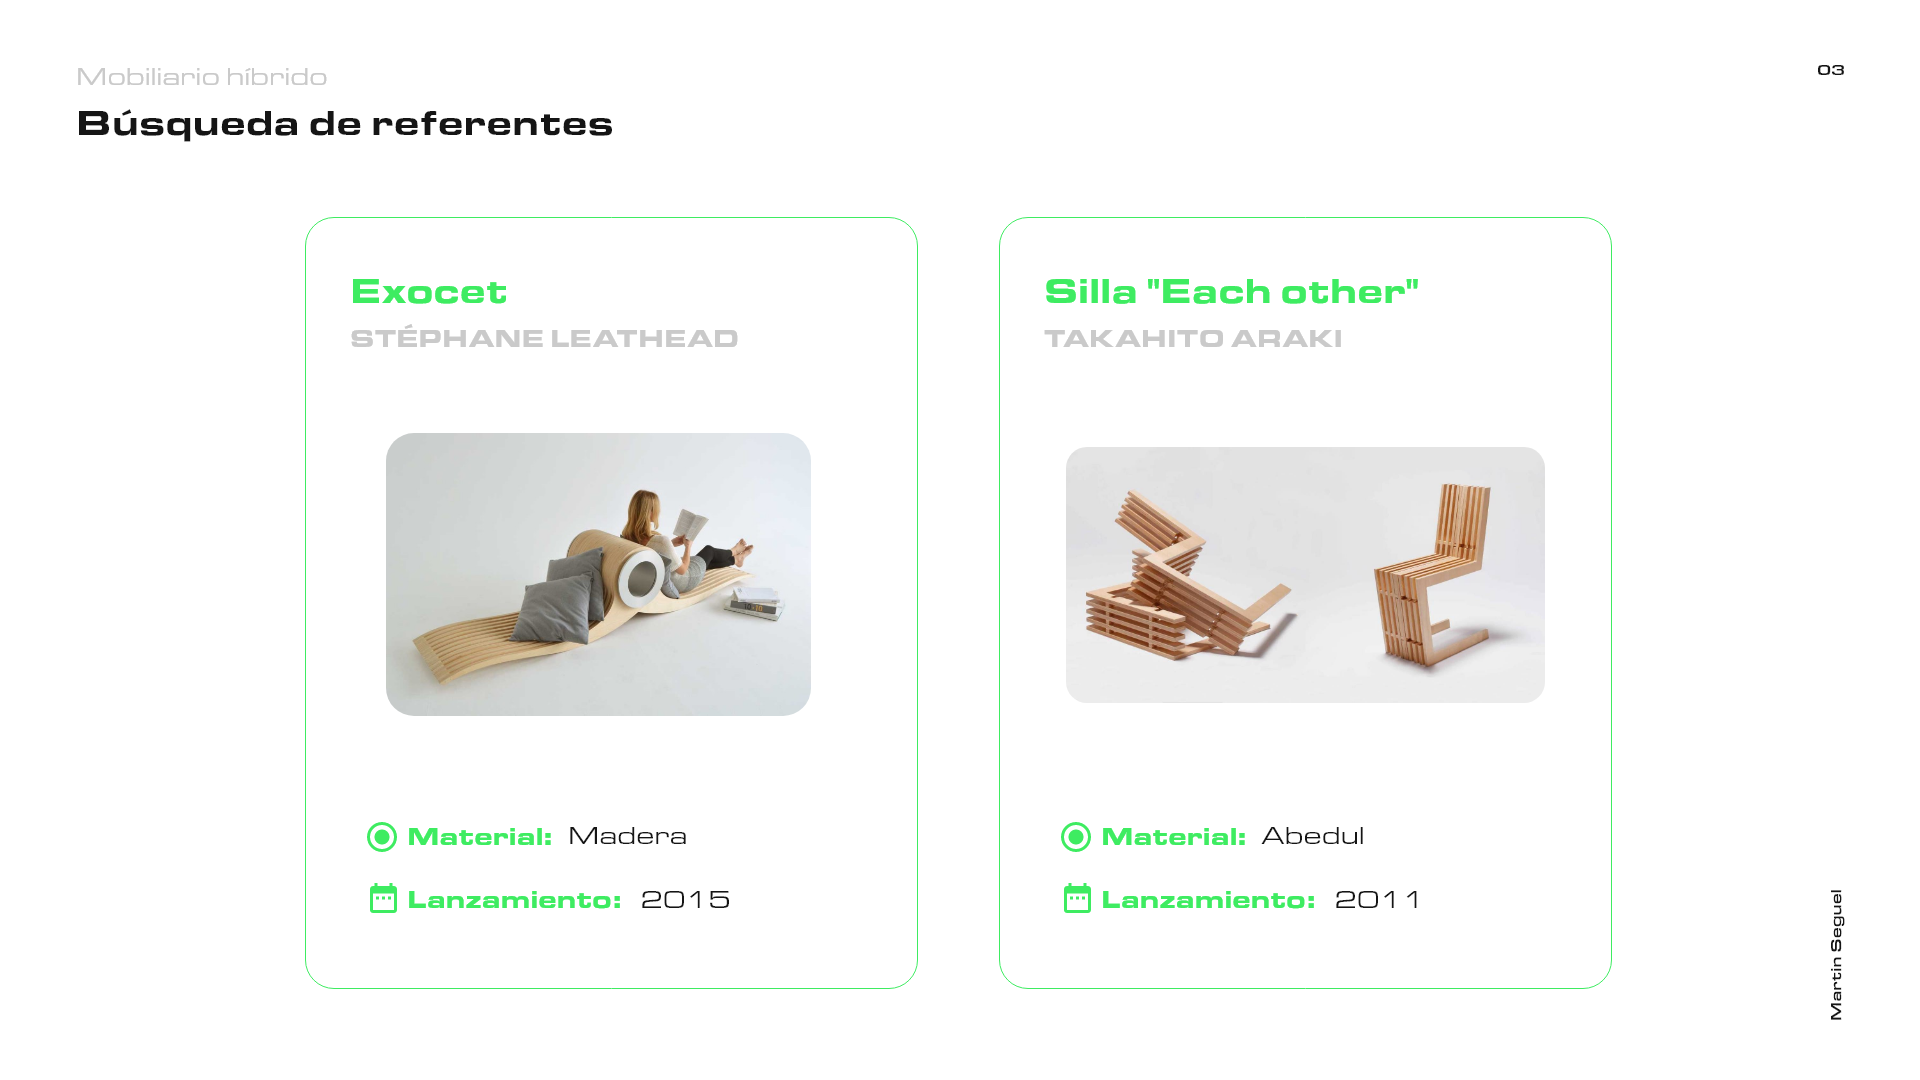 Mobiliario híbrido
Búsqueda de referentes
03
Exocet
STÉPHANE LEATHEAD
Material: Madera
Lanzamiento: 2015
Silla "Each other"
TAKAHITO ARAKI
Material: Abedul
Lanzamiento: 2011
Martin Seguel